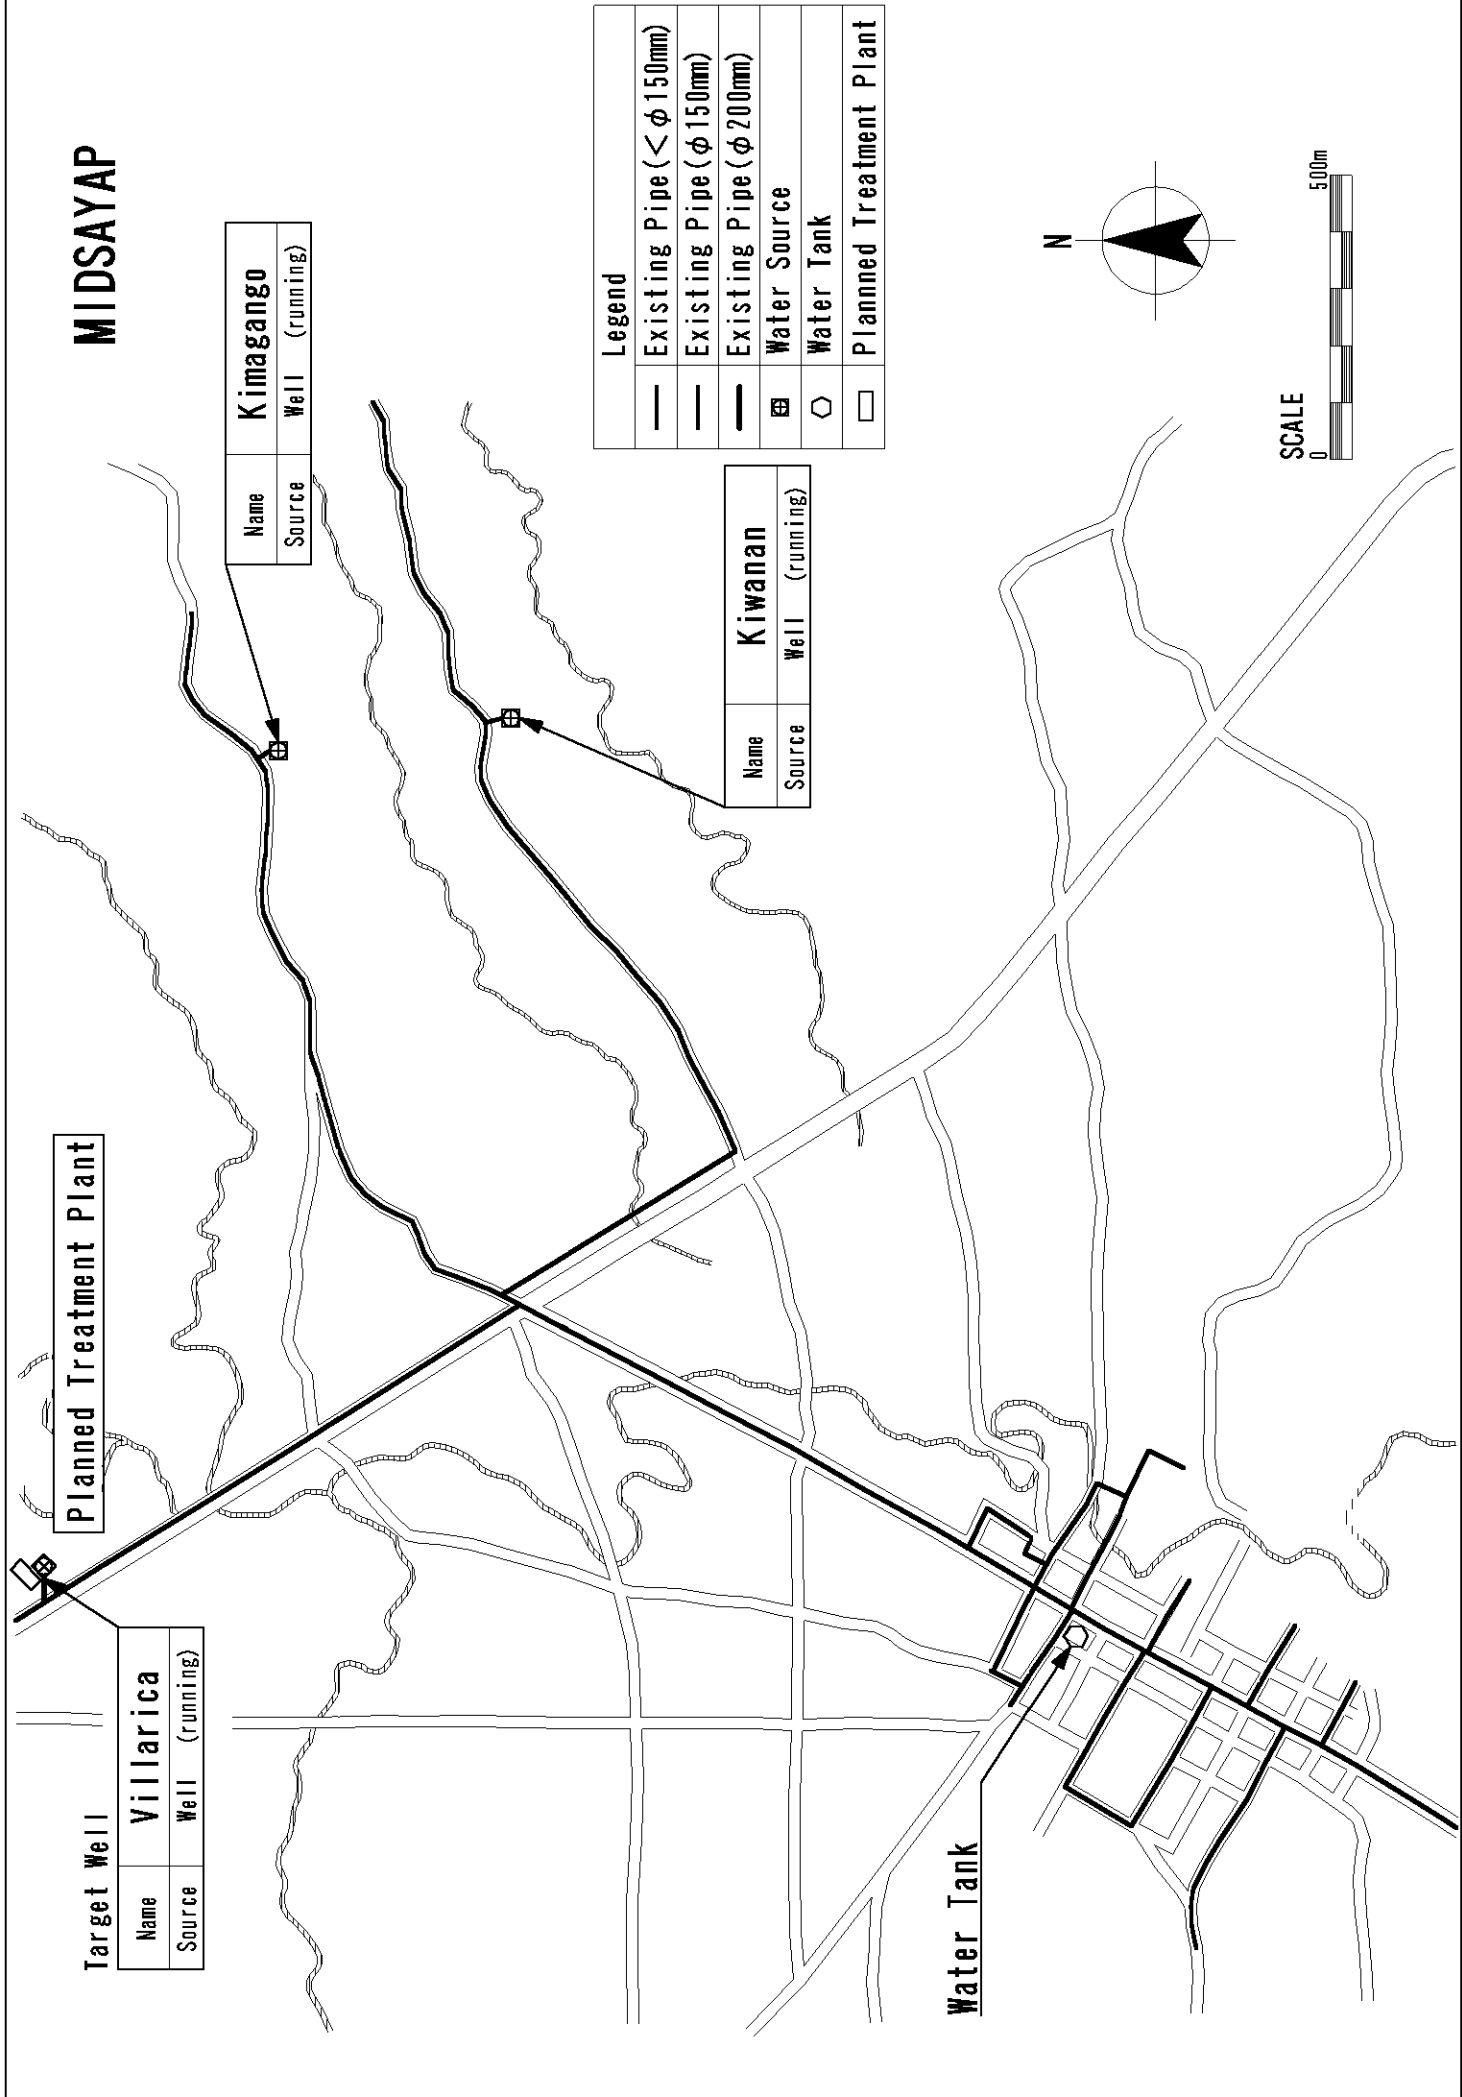 MIDSAYAP
Planned Treatment Plant
Target Well
Name Villarica
Source Well (running)
Name Kimagango
Source Well (running)
Name Kiwanan
Source Well (running)
Water Tank
Legend
Existing Pipe(<φ150mm)
Existing Pipe(φ150mm)
Existing Pipe(φ200mm)
Water Source
Water Tank
Plannned Treatment Plant
N
SCALE
0 500m